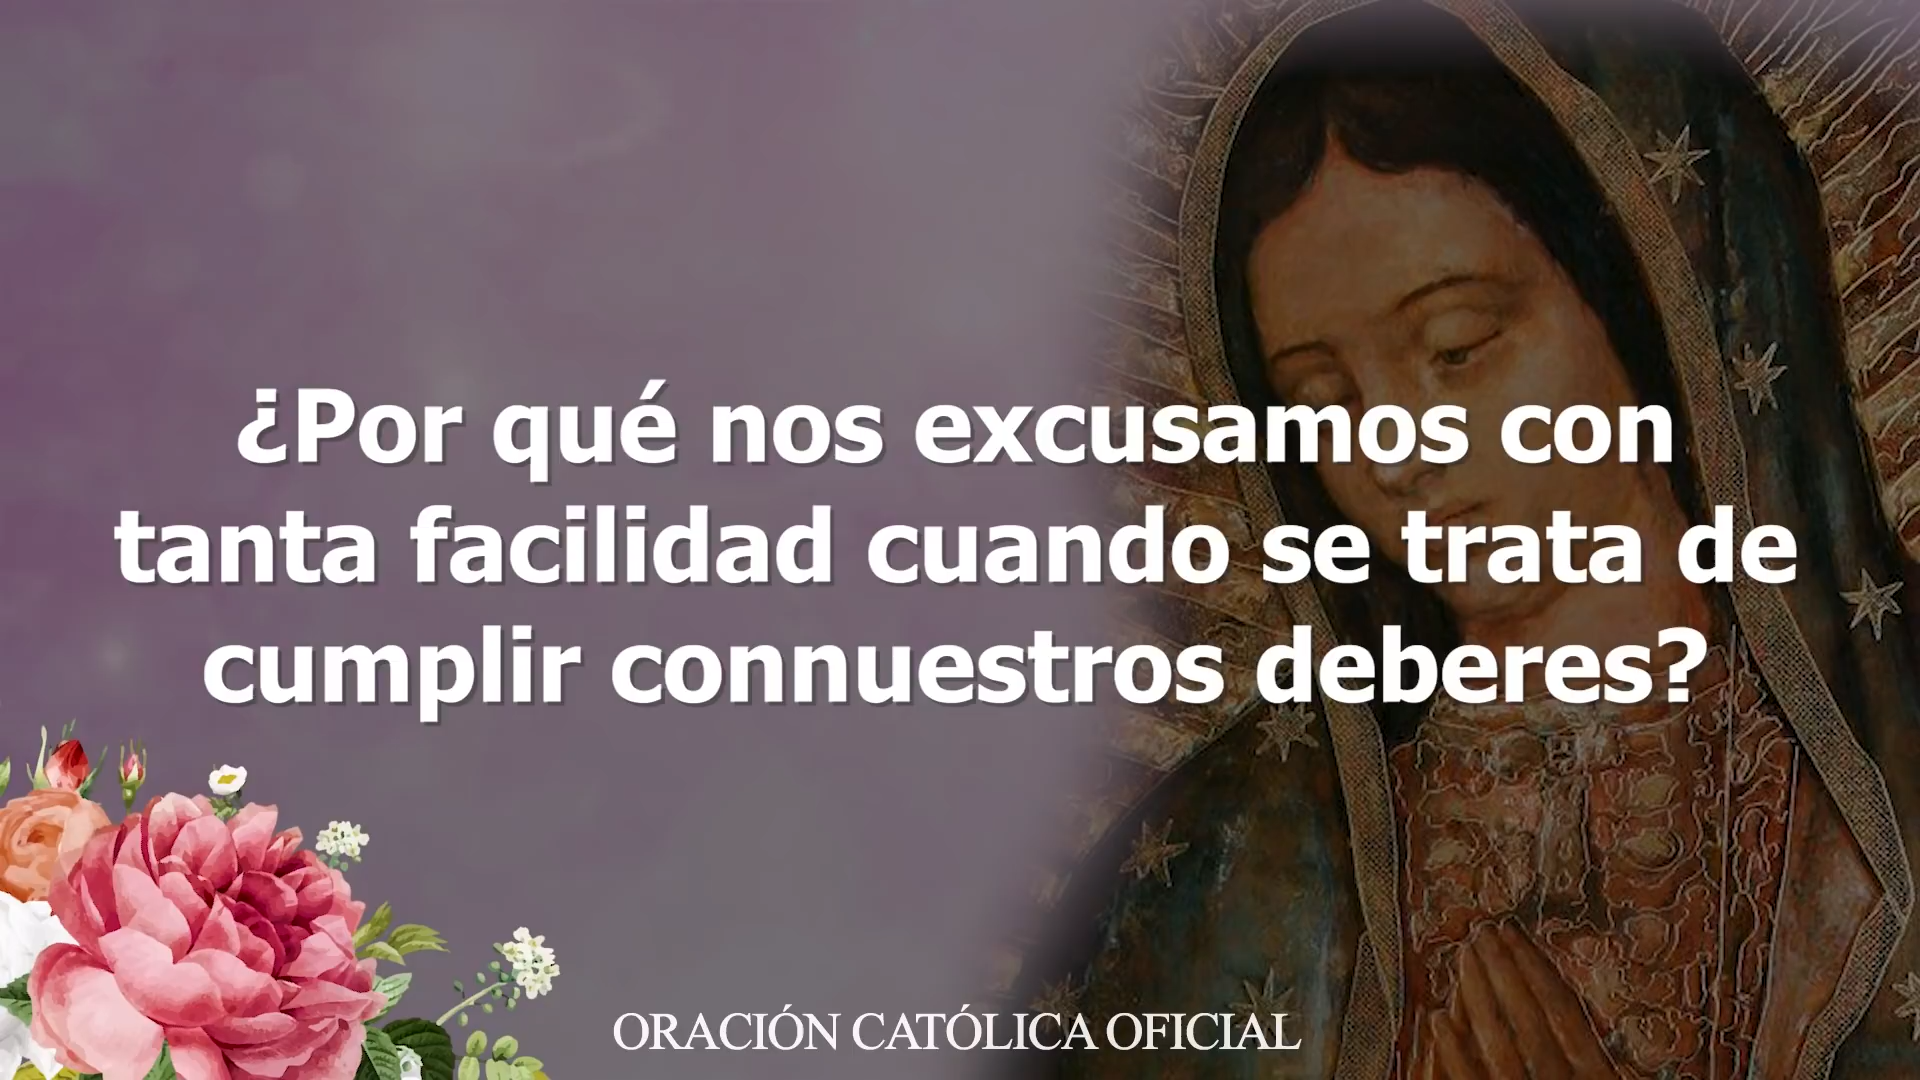 ¿Por qué nos excusamos con
tanta facilidad cuando se trata de
cumplir connuestros deberes?
ORACIÓN CATÓLICA OFICIAL